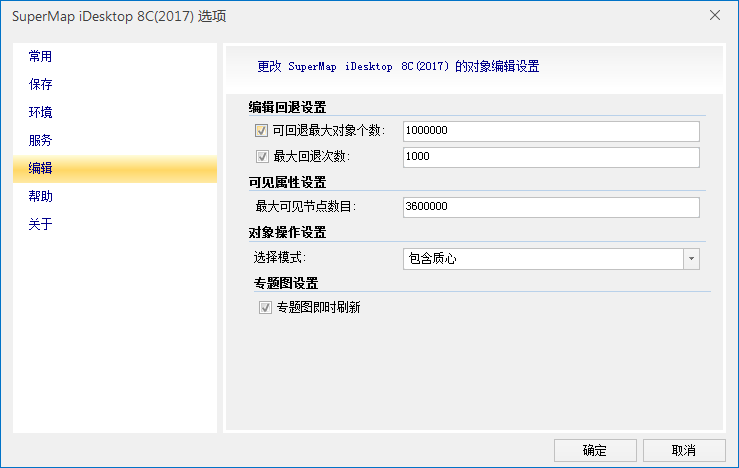 SuperMap iDesktop 8C(2017) 选项
常用
保存
环境
服务
编辑
帮助
关于
更改 SuperMap iDesktop 8C(2017) 的对象编辑设置
编辑回退设置
可回退最大对象个数: 1000000
最大回退次数: 1000
可见属性设置
最大可见节点数目: 3600000
对象操作设置
选择模式: 包含质心
专题图设置
专题图即时刷新
确定 取消